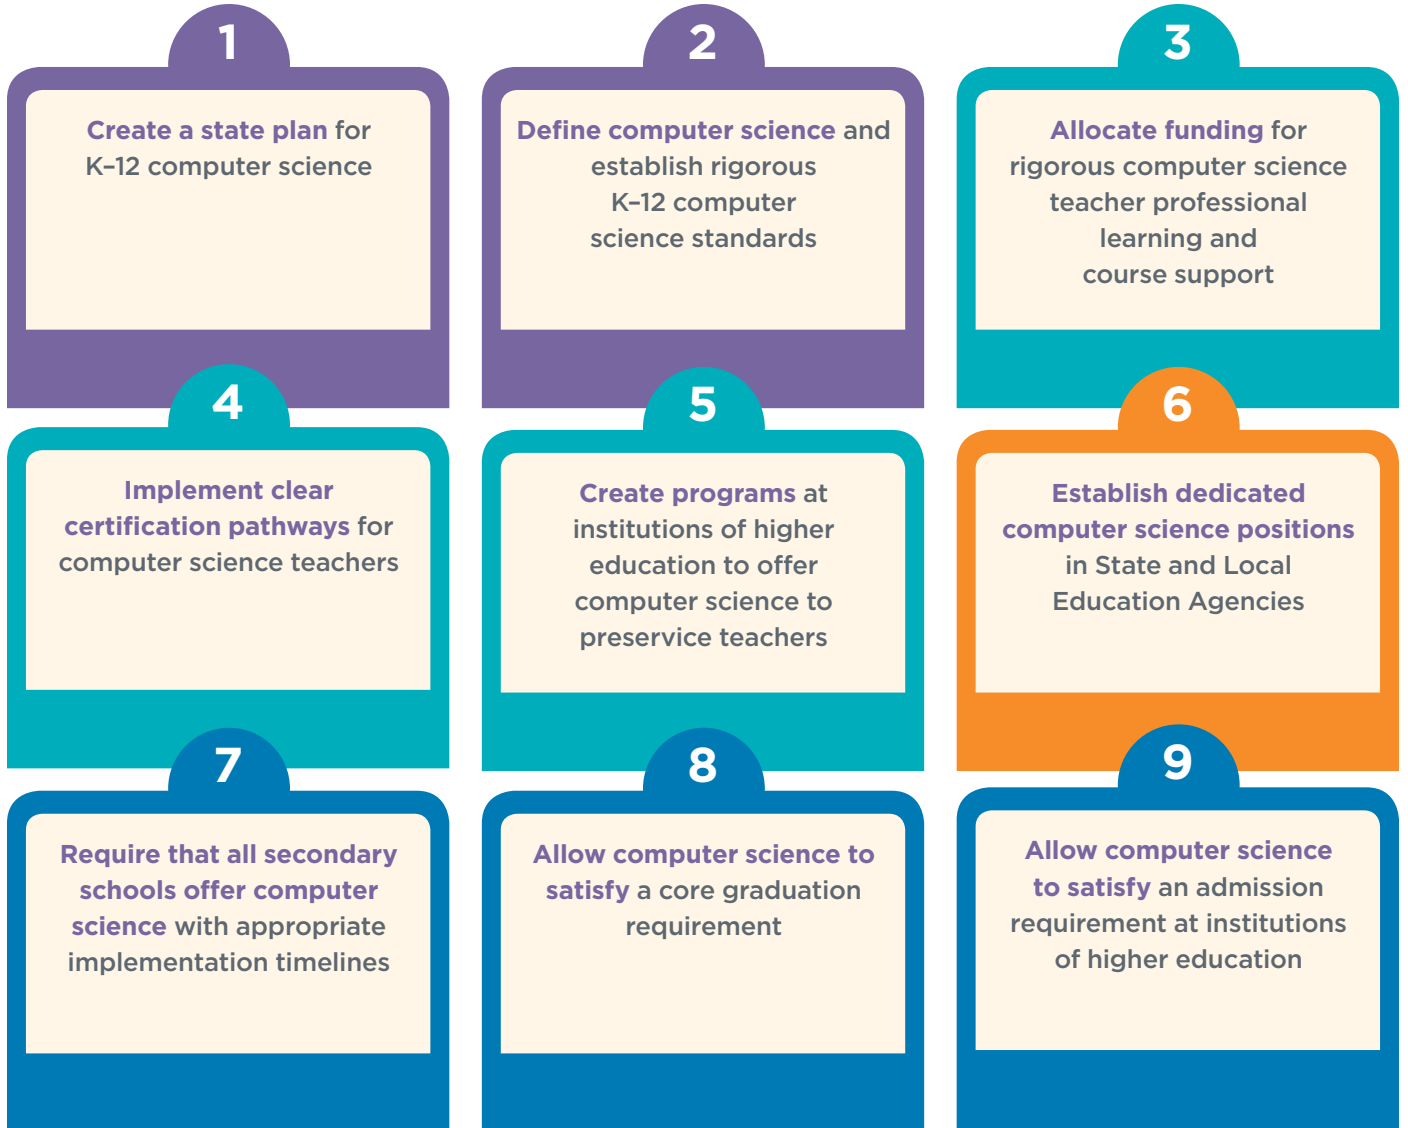 1
Create a state plan for
K–12 computer science
2
Define computer science and
establish rigorous
K–12 computer
science standards
3
Allocate funding for
rigorous computer science
teacher professional
learning and
course support
4
Implement clear
certification pathways for
computer science teachers
5
Create programs at
institutions of higher
education to offer
computer science to
preservice teachers
6
Establish dedicated
computer science positions
in State and Local
Education Agencies
7
Require that all secondary
schools offer computer
science with appropriate
implementation timelines
8
Allow computer science to
satisfy a core graduation
requirement
9
Allow computer science
to satisfy an admission
requirement at institutions
of higher education